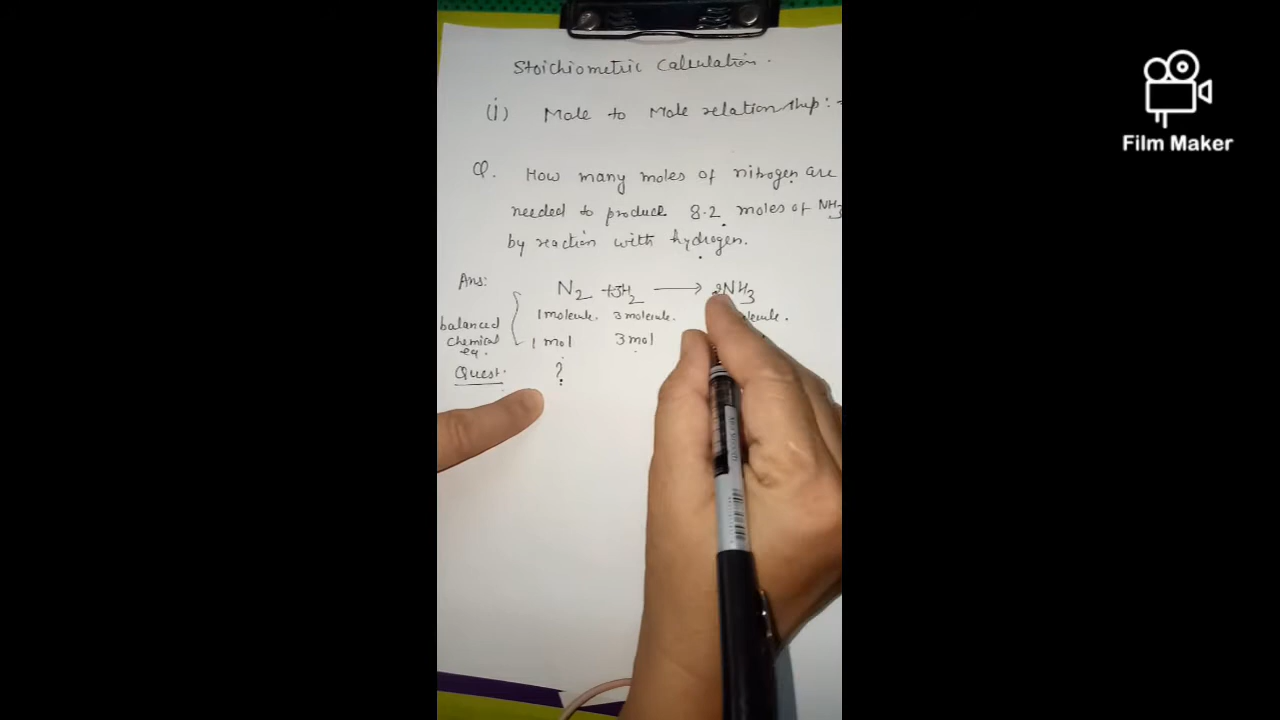 Stoichiometric Calculation.
(i) Mole to Mole relationship:-
Q. How many moles of nitrogen are
needed to produce 8.2 moles of NH3
by reaction with hydrogen.
Ans: N2 +3H2 → 2NH3
1 molecule. 3 molecule.
balanced
chemical 1 mol 3 mol
eq.
Quest. ?
Film Maker